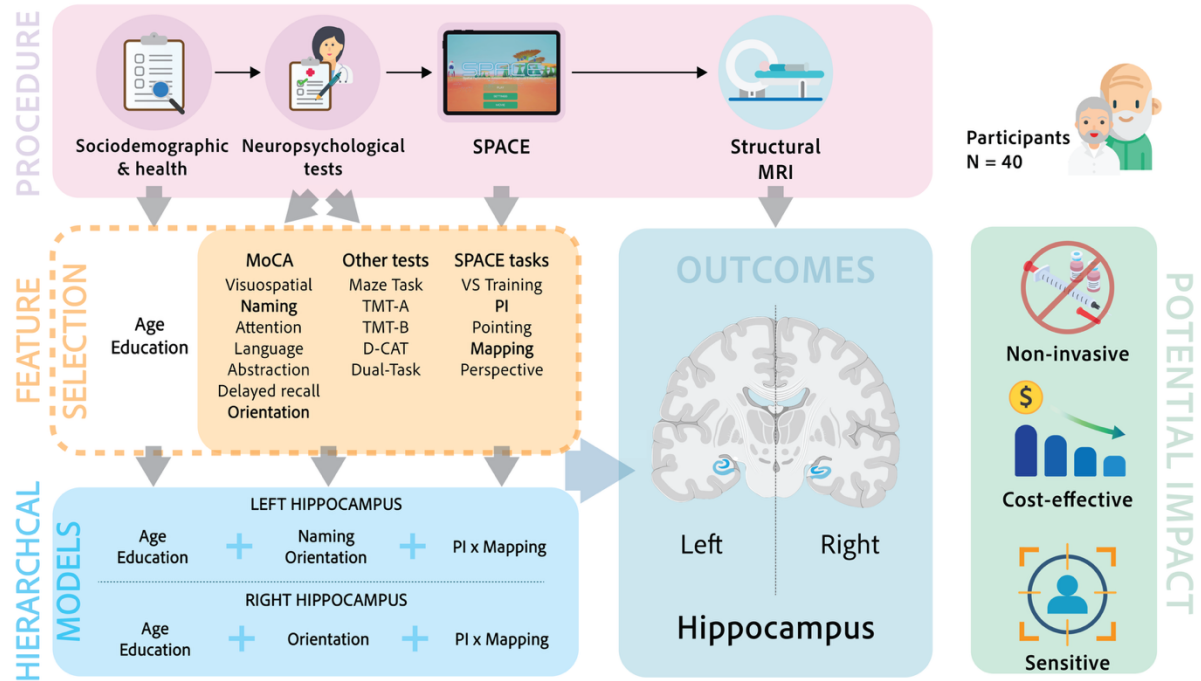 PROCEDURE
Sociodemographic
& health
Neuropsychological
tests
SPACE
SPACE
Structural
MRI
Participants
N = 40
FEATURE
SELECTION
Age
Education
MoCA
Visuospatial
Naming
Attention
Language
Abstraction
Delayed recall
Orientation
Other tests
Maze Task
TMT-A
TMT-B
D-CAT
Dual-Task
SPACE tasks
VS Training
PI
Pointing
Mapping
Perspective
HIERARCHCAL
MODELS
LEFT HIPPOCAMPUS
Age
Education
+
Naming
Orientation
+
PI x Mapping
RIGHT HIPPOCAMPUS
Age
Education
+
Orientation
+
PI x Mapping
OUTCOMES
Left
Right
Hippocampus
POTENTIAL IMPACT
Non-invasive
$
Cost-effective
Sensitive